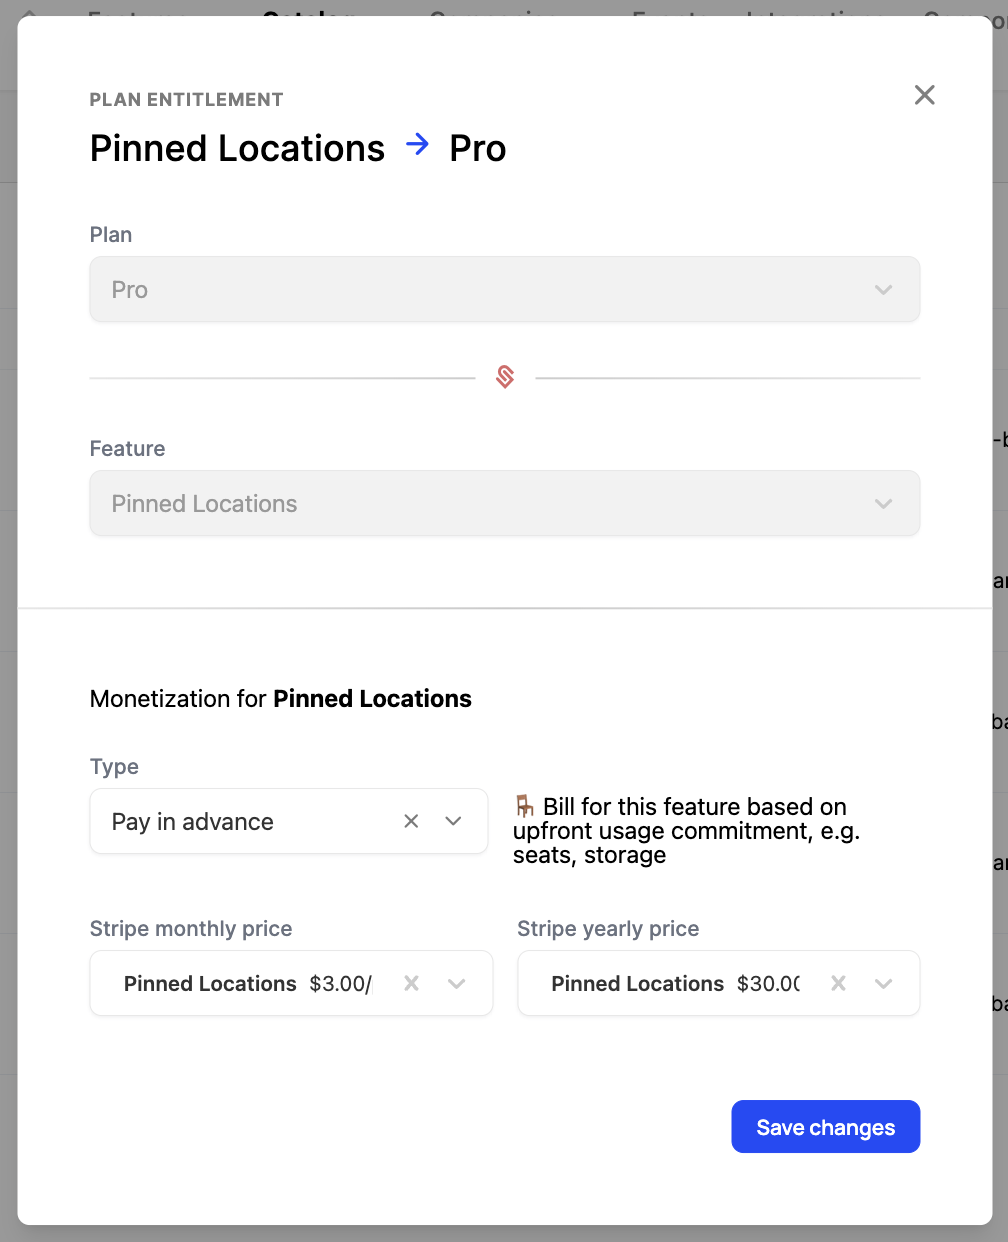 PLAN ENTITLEMENT
Pinned Locations → Pro
Plan
Pro
Feature
Pinned Locations
Monetization for Pinned Locations
Type
Pay in advance
🪑 Bill for this feature based on
upfront usage commitment, e.g.
seats, storage
Stripe monthly price
Stripe yearly price
Pinned Locations $3.00/
Pinned Locations $30.00
Save changes